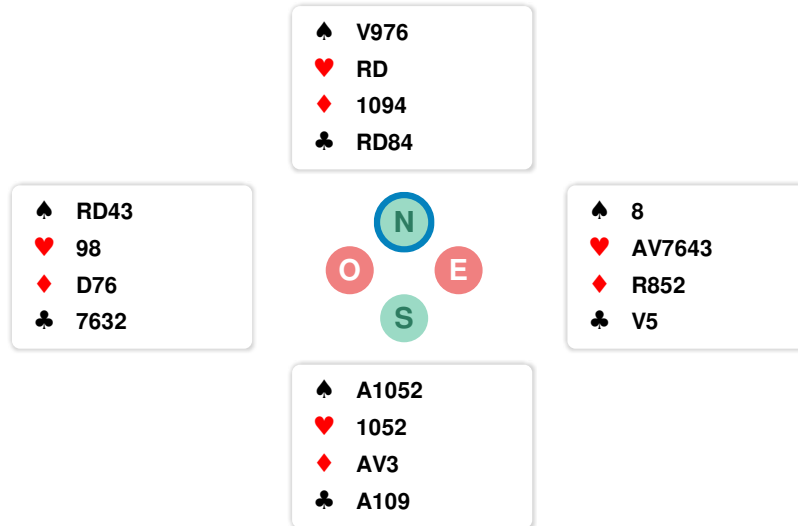 ♠ V976
♥ RD
♦ 1094
♣ RD84
♠ RD43
♥ 98
♦ D76
♣ 7632
N
O
E
S
♠ 8
♥ AV7643
♦ R852
♣ V5
♠ A1052
♥ 1052
♦ AV3
♣ A109